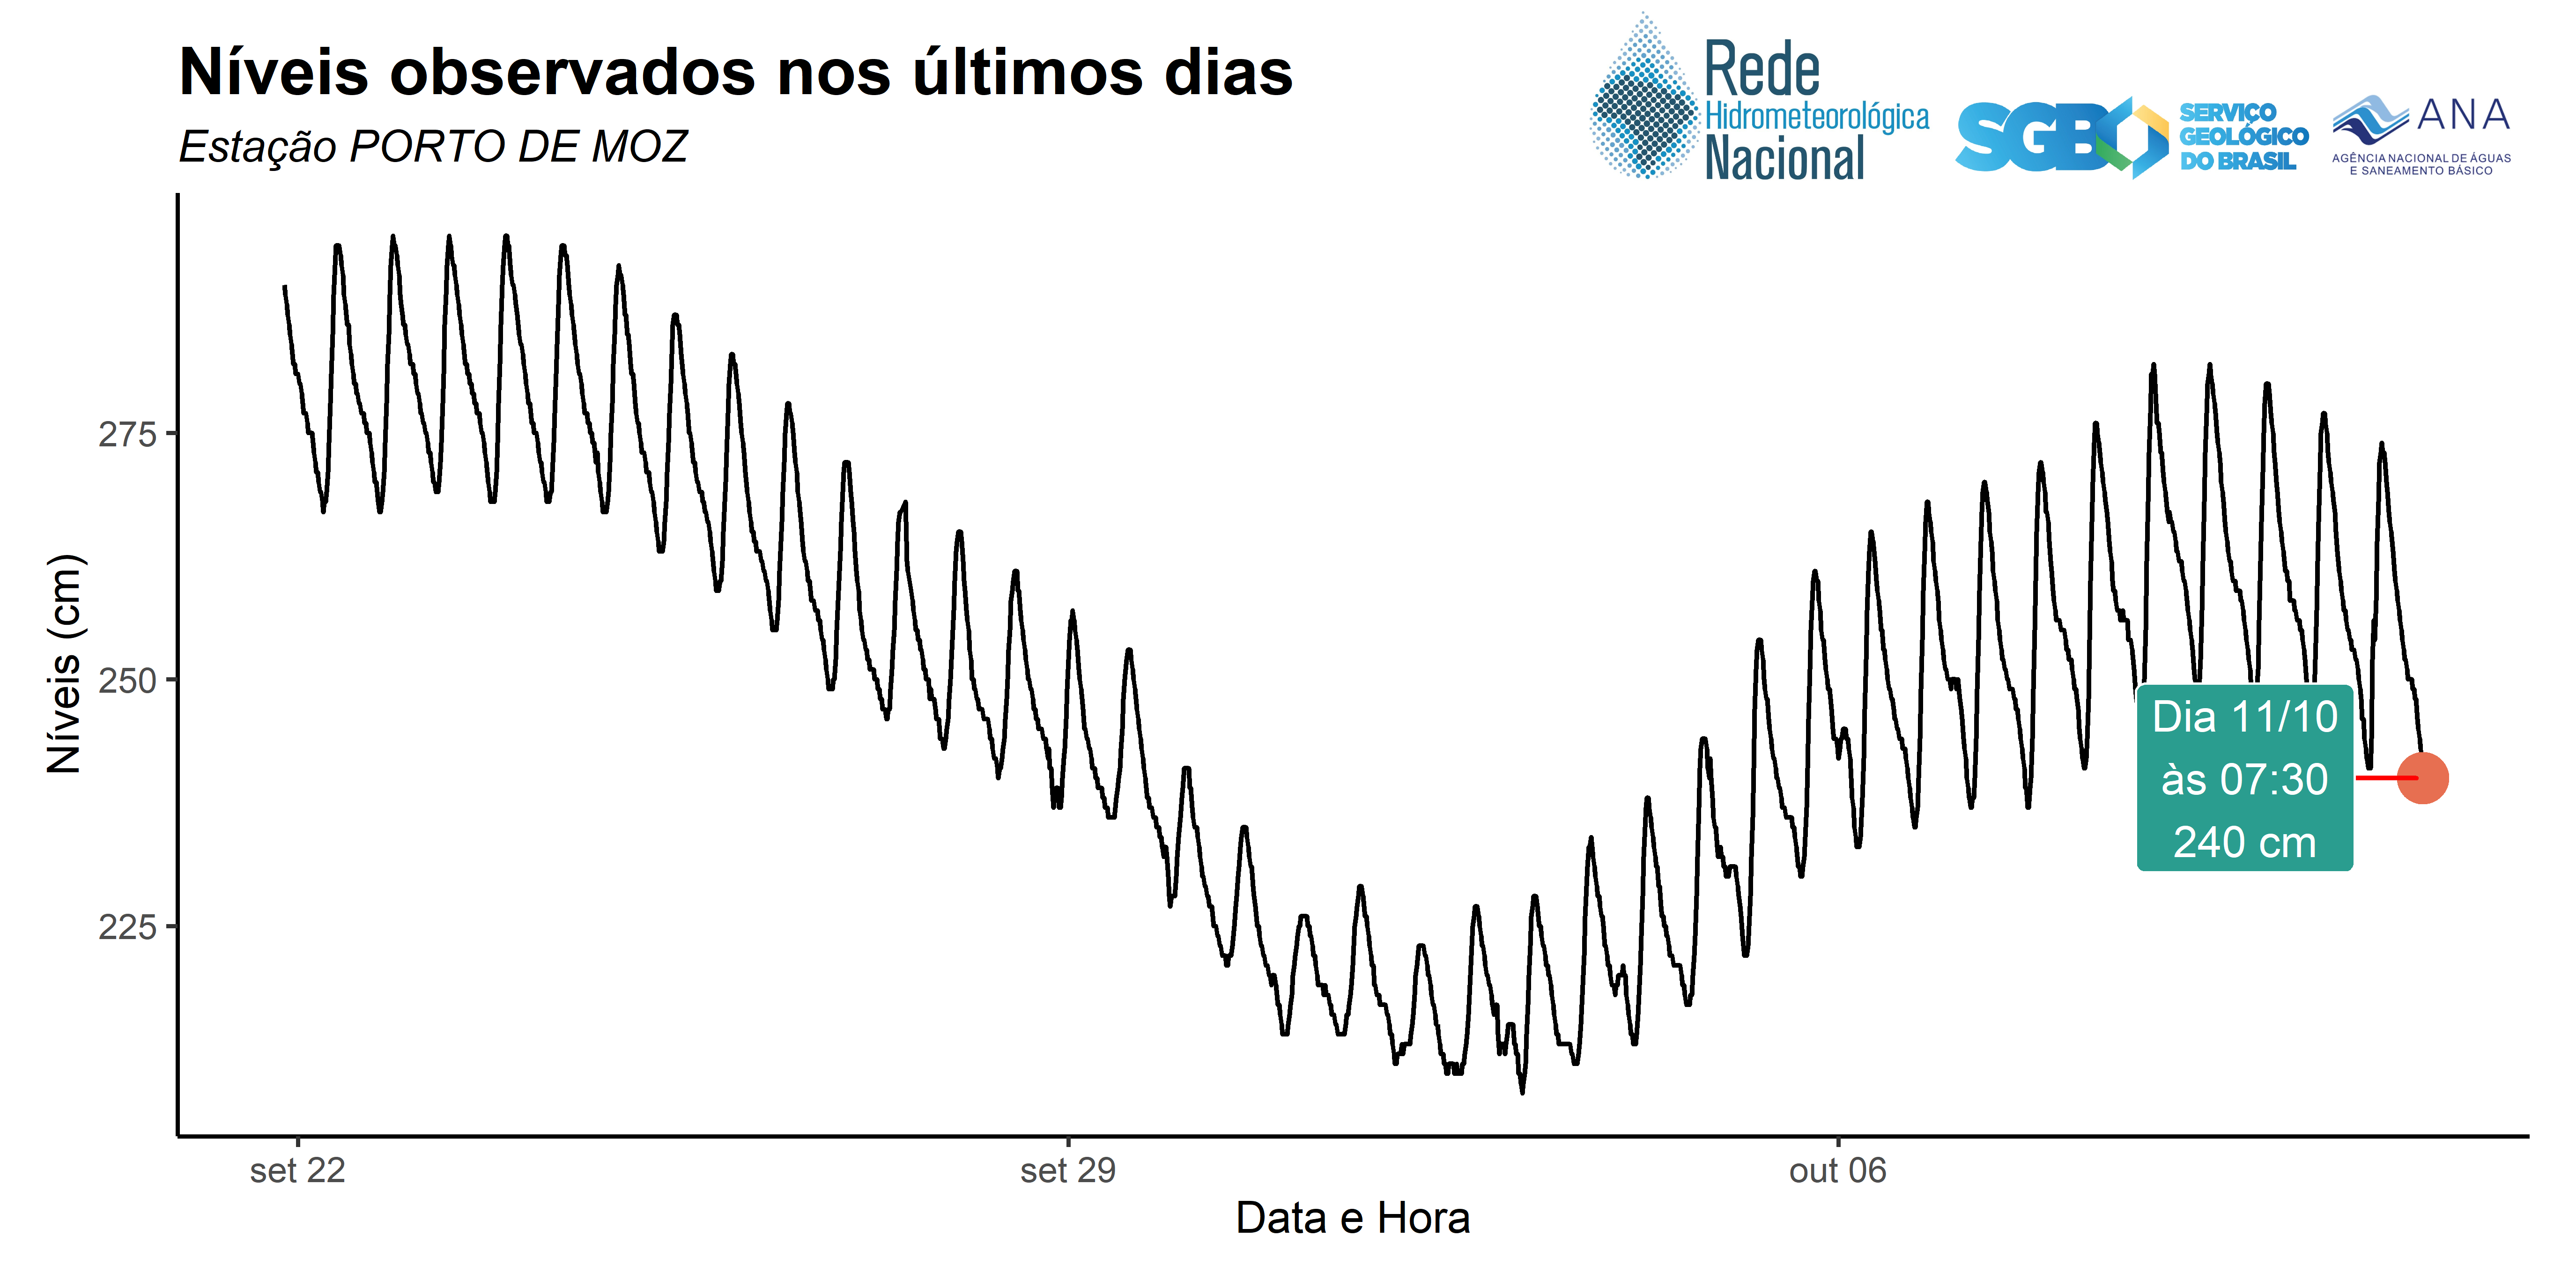 Níveis observados nos últimos dias
Estação PORTO DE MOZ
Rede
Hidrometeorológica
Nacional
SGB
SERVIÇO
GEOLÓGICO
DO BRASIL
ANA
AGÊNCIA NACIONAL DE ÁGUAS
E SANEAMENTO BÁSICO
Níveis (cm)
275
250
225
Dia 11/10
às 07:30
240 cm
set 22
set 29
out 06
Data e Hora